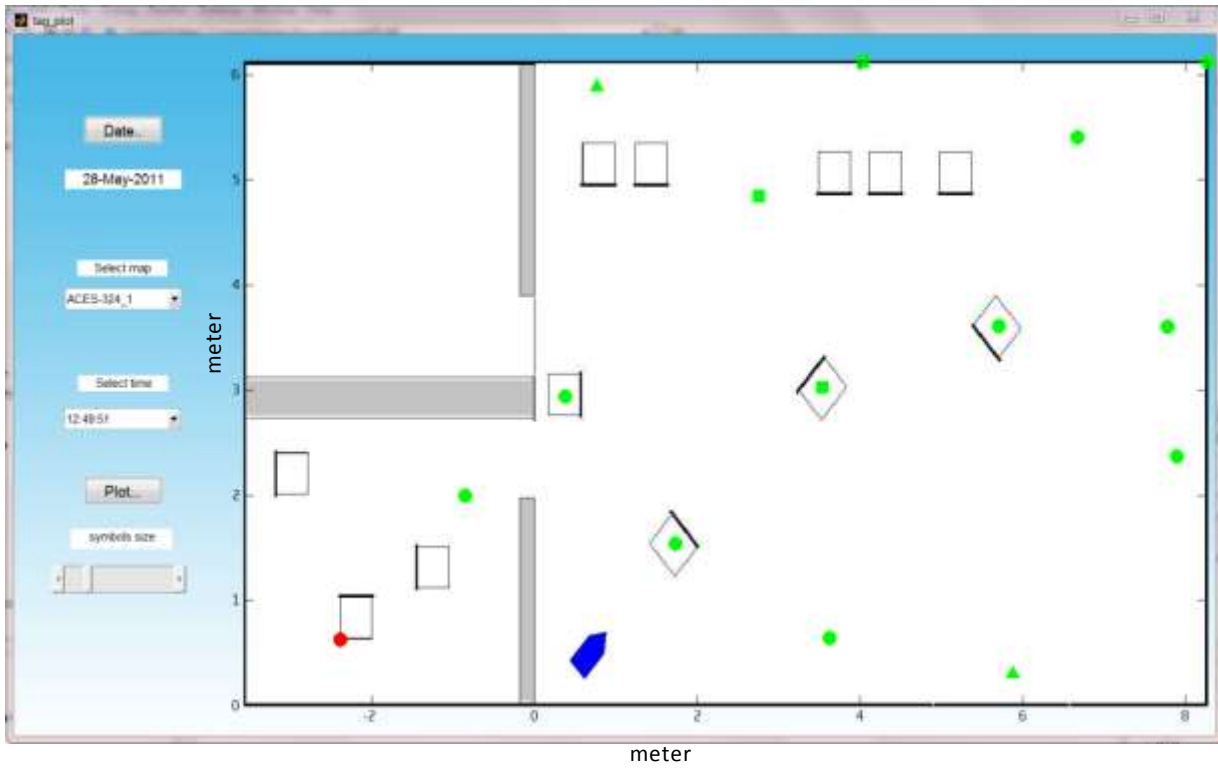 tag_plot
Date..
28-May-2011
Select map
ACES-324_1
Select time
12:49:51
Plot...
symbols size
meter
6
5
4
3
2
1
0
-2
0
2
4
6
8
meter